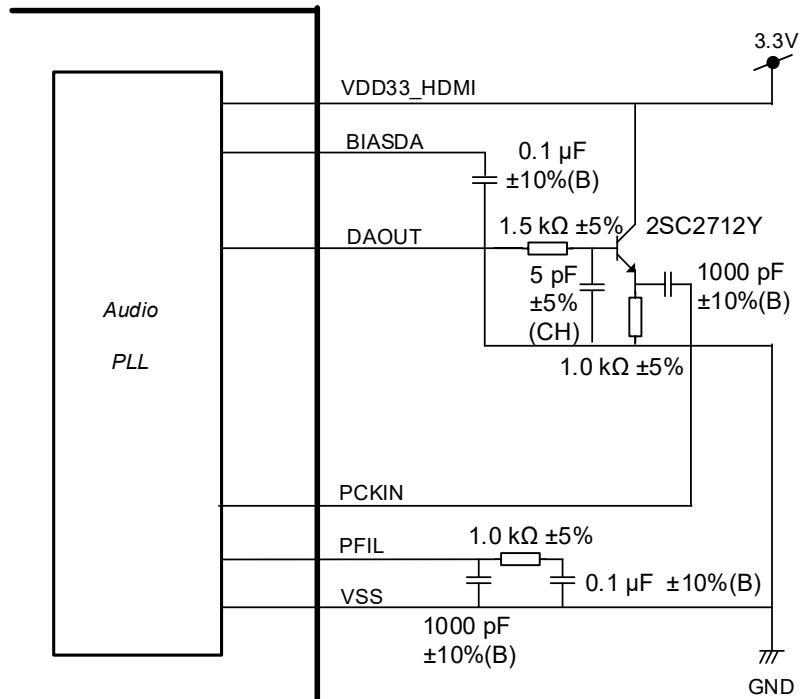 3.3V
VDD33_HDMI
BIASDA
0.1 µF
±10%(B)
1.5 kΩ ±5%
2SC2712Y
DAOUT
5 pF
±5%
(CH)
1000 pF
±10%(B)
Audio
PLL
1.0 kΩ ±5%
PCKIN
1.0 kΩ ±5%
PFIL
0.1 µF ±10%(B)
VSS
1000 pF
±10%(B)
GND